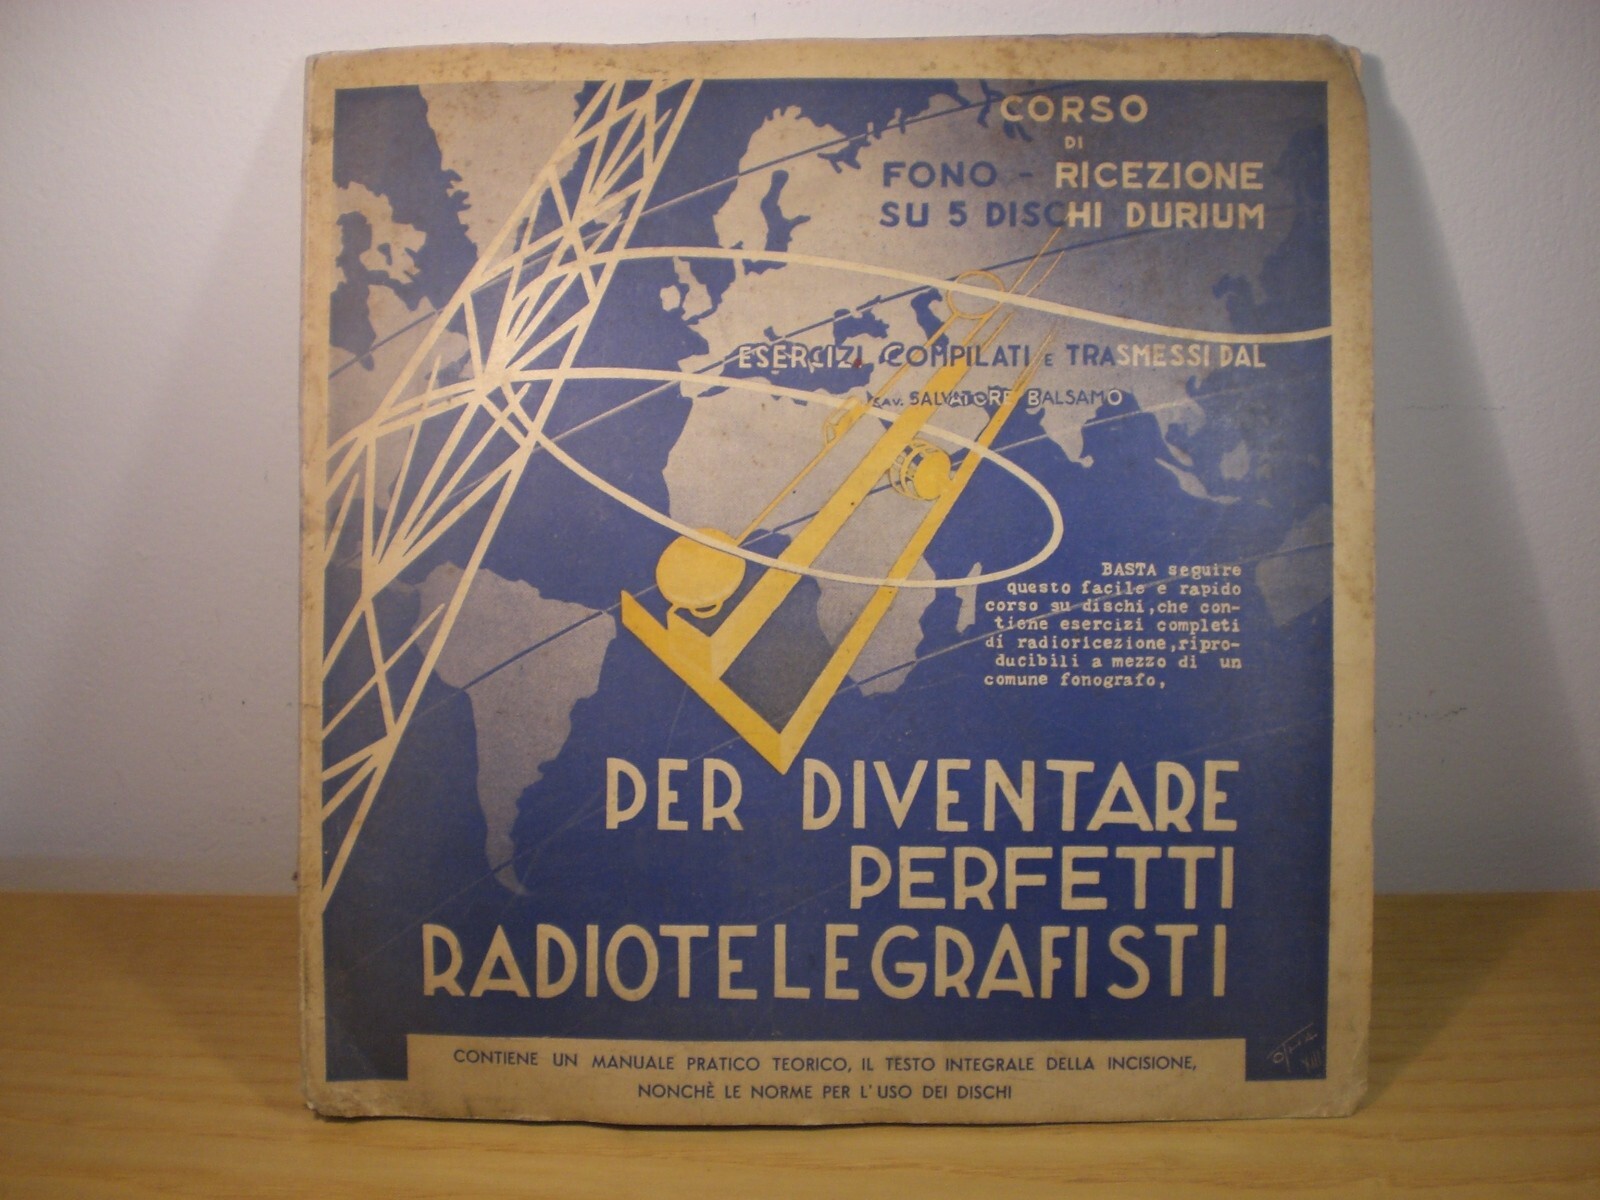 CORSO
DI
FONO - RICEZIONE
SU 5 DISCHI DURIUM
ESERCIZI COMPILATI E TRASMESSI DAL
CAV. SALVATORE BALSAMO
BASTA seguire
questo facile e rapido
corso su dischi,che con-
tiene esercizi completi
di radioricezione,ripro-
ducibili a mezzo di un
comune fonografo,
PER DIVENTARE
PERFETTI
RADIOTELEGRAFISTI
CONTIENE UN MANUALE PRATICO TEORICO, IL TESTO INTEGRALE DELLA INCISIONE,
NONCHÈ LE NORME PER L'USO DEI DISCHI